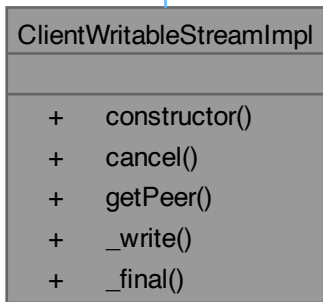 ClientWritableStreamImpl
+ constructor()
+ cancel()
+ getPeer()
+ _write()
+ _final()